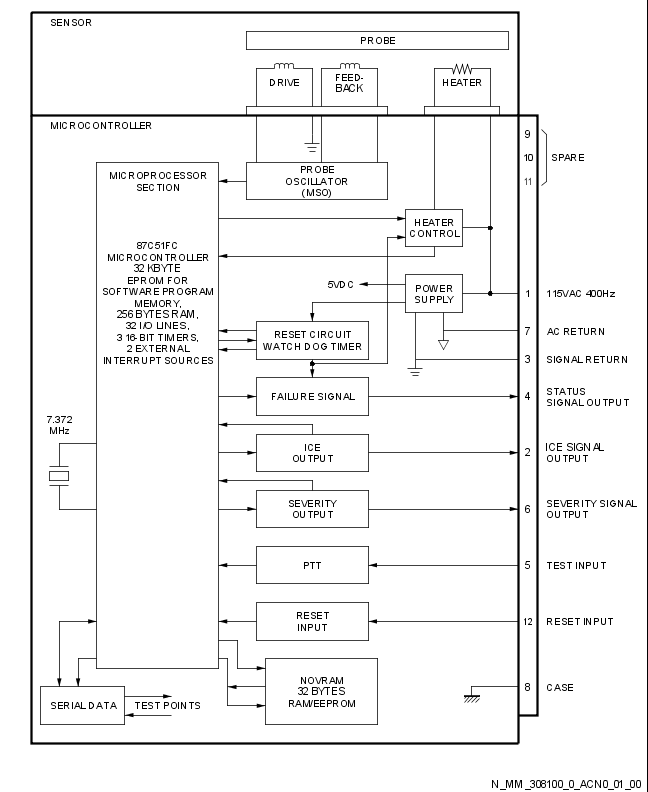 SENSOR
PROBE
DRIVE
FEED-
BACK
HEATER
MICROCONTROLLER
9
10
11
SPARE
MICROPROCESSOR
SECTION
PROBE
OSCILLATOR
(MSO)
87C51FC
MICROCONTROLLER
32 KBYTE
EPROM FOR
SOFTWARE PROGRAM
MEMORY,
256 BYTES RAM,
32 I/O LINES,
3 16-BIT TIMERS,
2 EXTERNAL
INTERRUPT SOURCES
HEATER
CONTROL
5VDC
POWER
SUPPLY
1 115VAC 400Hz
RESET CIRCUIT
WATCH DOG TIMER
7 AC RETURN
3 SIGNAL RETURN
FAILURE SIGNAL
4 STATUS
SIGNAL OUTPUT
7.372
MHz
ICE
OUTPUT
2 ICE SIGNAL
OUTPUT
SEVERITY
OUTPUT
6 SEVERITY SIGNAL
OUTPUT
PTT
5 TEST INPUT
RESET
INPUT
12 RESET INPUT
NOVRAM
32 BYTES
RAM/EEPROM
8 CASE
SERIAL DATA
TEST POINTS
N_MM_308100_0_ACN0_01_00